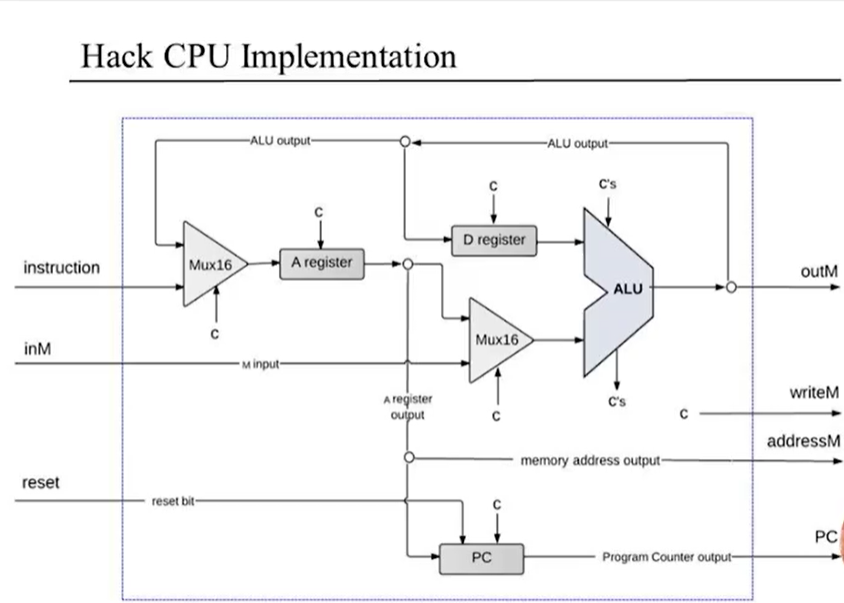 Hack CPU Implementation
ALU output
ALU output
C
C's
C
D register
Mux16
A register
instruction
ALU
outM
C
Mux16
inM
M input
A register
output
C
C's
C
writeM
addressM
memory address output
reset
reset bit
C
PC
PC
Program Counter output